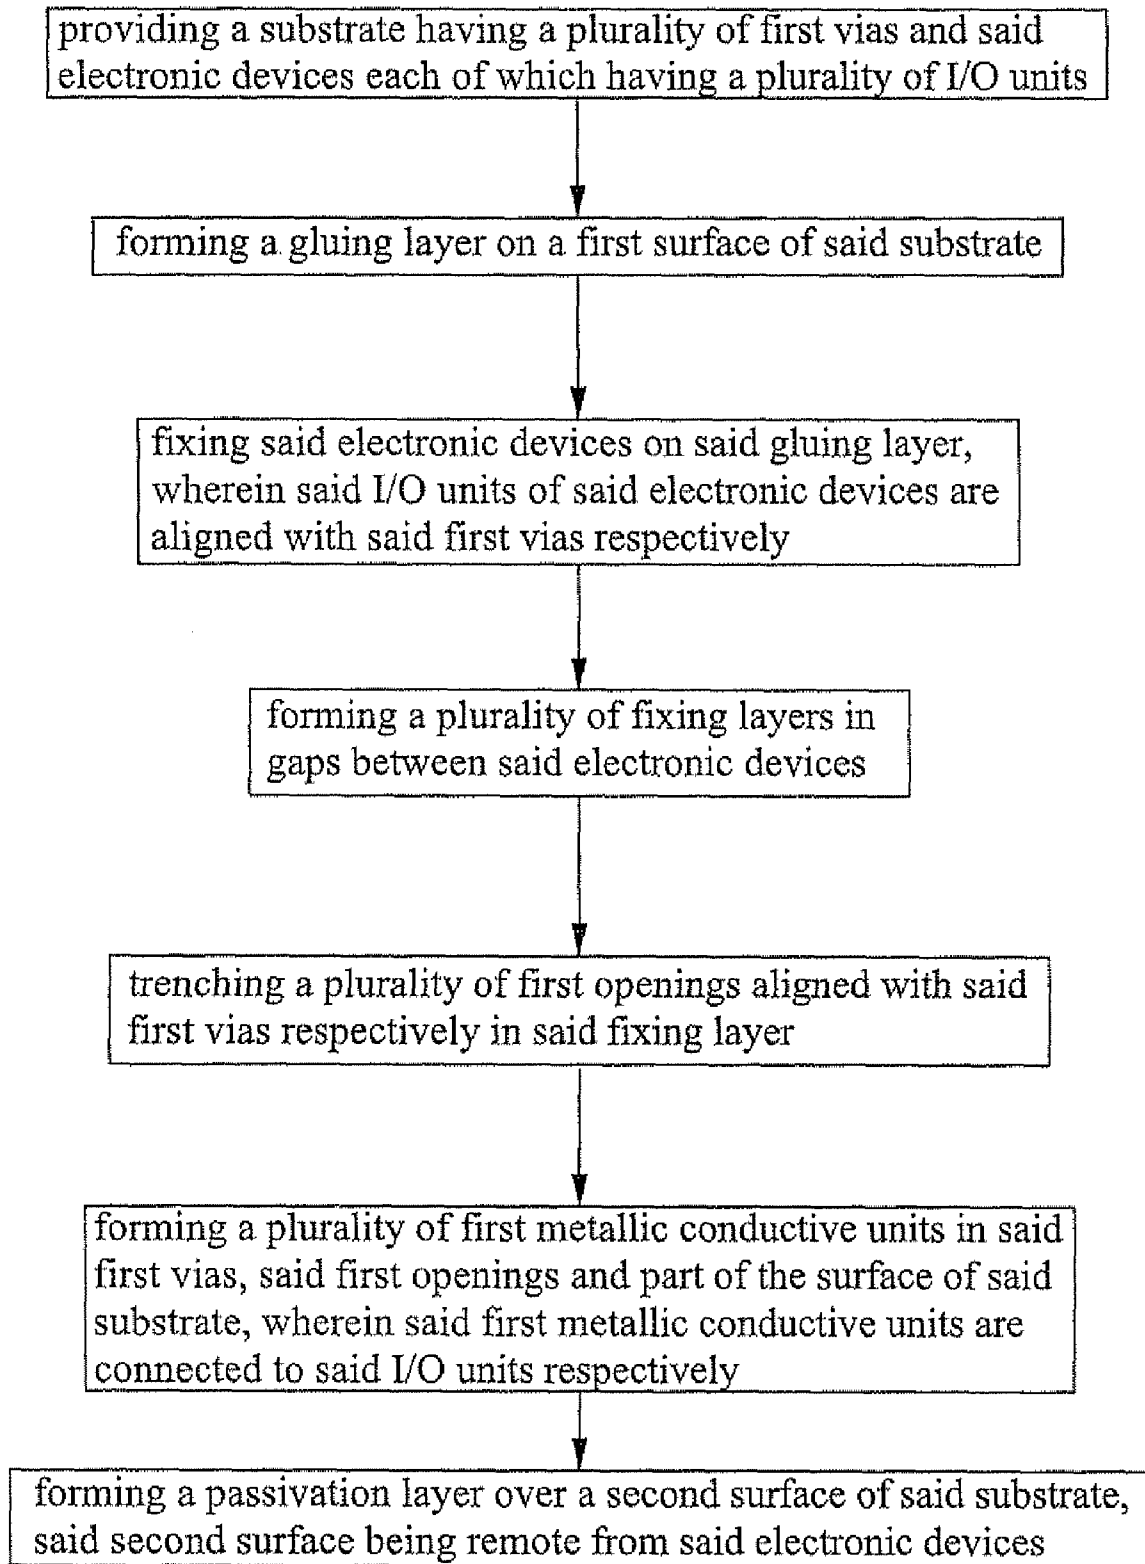 providing a substrate having a plurality of first vias and said
electronic devices each of which having a plurality of I/O units
forming a gluing layer on a first surface of said substrate
fixing said electronic devices on said gluing layer,
wherein said I/O units of said electronic devices are
aligned with said first vias respectively
forming a plurality of fixing layers in
gaps between said electronic devices
trenching a plurality of first openings aligned with said
first vias respectively in said fixing layer
forming a plurality of first metallic conductive units in said
first vias, said first openings and part of the surface of said
substrate, wherein said first metallic conductive units are
connected to said I/O units respectively
forming a passivation layer over a second surface of said substrate,
said second surface being remote from said electronic devices